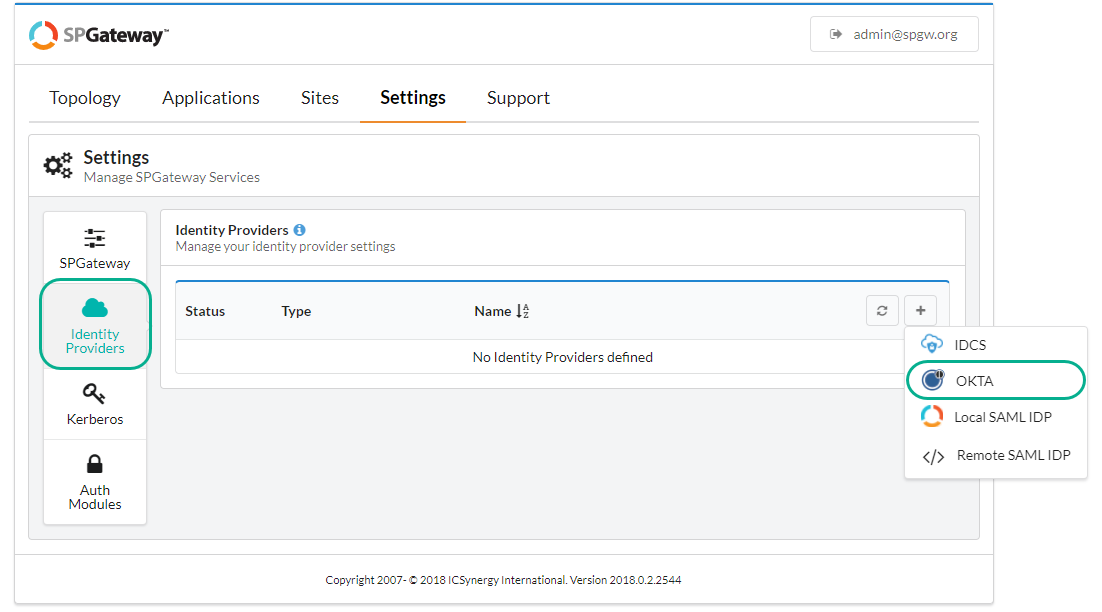 SPGateway™
admin@spgw.org
Topology Applications Sites Settings Support
Settings
Manage SPGateway Services
SPGateway
Identity
Providers
Kerberos
Auth
Modules
Identity Providers
Manage your identity provider settings
Status Type Name
No Identity Providers defined
IDCS
OKTA
Local SAML IDP
Remote SAML IDP
Copyright 2007- © 2018 ICSynergy International. Version 2018.0.2.2544